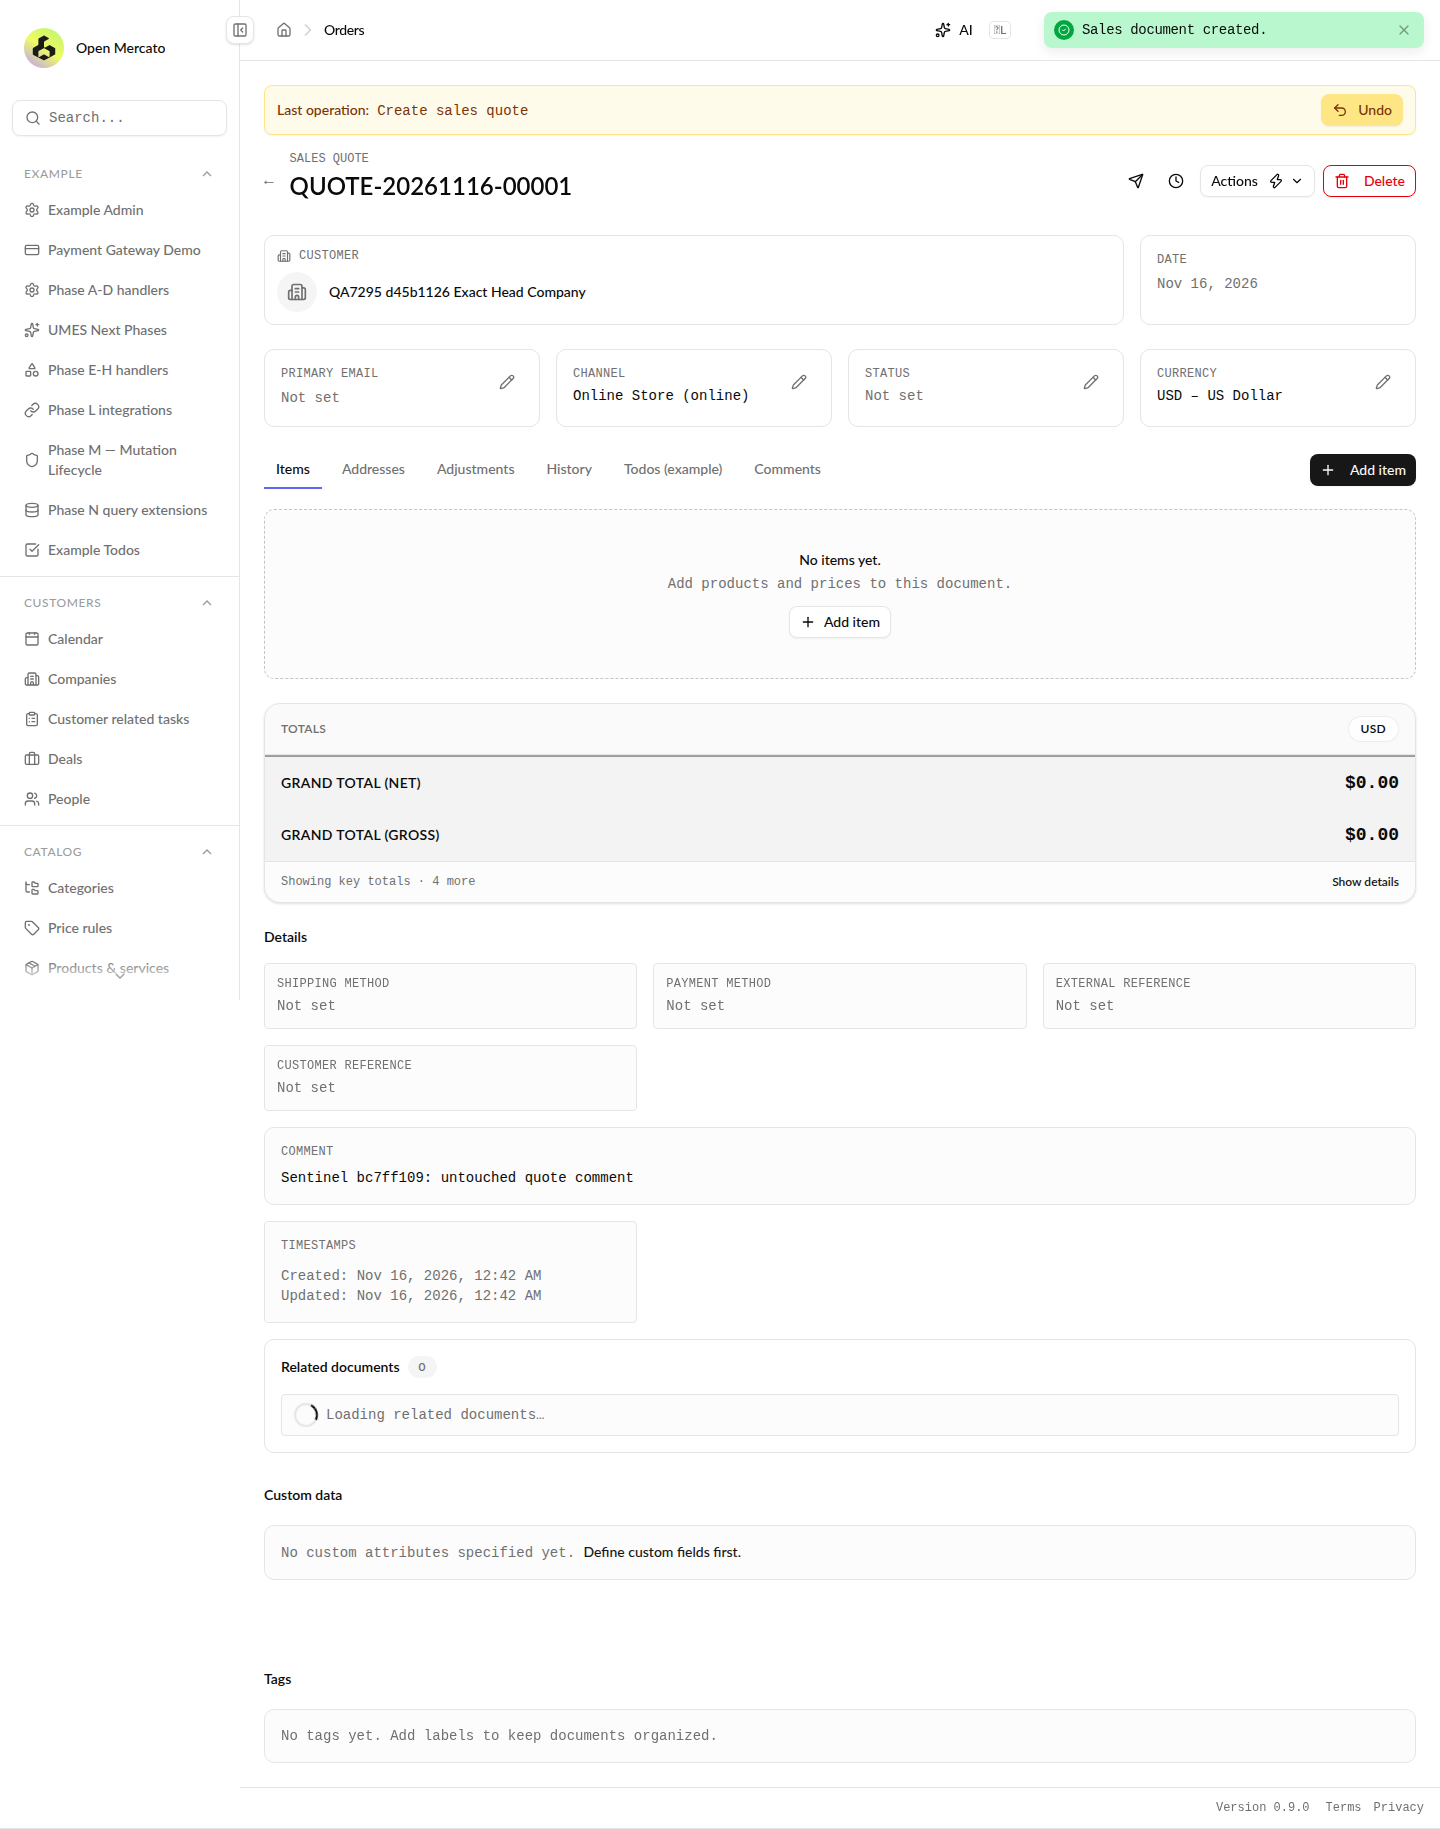 Open Mercato
Orders
AI
L
Sales document created.
Search...
Last operation: Create sales quote
Undo
SALES QUOTE
← QUOTE-20261116-00001
Actions
Delete
EXAMPLE
Example Admin
Payment Gateway Demo
Phase A-D handlers
UMES Next Phases
Phase E-H handlers
Phase L integrations
Phase M — Mutation
Lifecycle
Phase N query extensions
Example Todos
CUSTOMERS
Calendar
Companies
Customer related tasks
Deals
People
CATALOG
Categories
Price rules
Products & services
CUSTOMER
QA7295 d45b1126 Exact Head Company
DATE
Nov 16, 2026
PRIMARY EMAIL
Not set
CHANNEL
Online Store (online)
STATUS
Not set
CURRENCY
USD – US Dollar
Items Addresses Adjustments History Todos (example) Comments
Add item
No items yet.
Add products and prices to this document.
Add item
TOTALS USD
GRAND TOTAL (NET) $0.00
GRAND TOTAL (GROSS) $0.00
Showing key totals · 4 more Show details
Details
SHIPPING METHOD
Not set
PAYMENT METHOD
Not set
EXTERNAL REFERENCE
Not set
CUSTOMER REFERENCE
Not set
COMMENT
Sentinel bc7ff109: untouched quote comment
TIMESTAMPS
Created: Nov 16, 2026, 12:42 AM
Updated: Nov 16, 2026, 12:42 AM
Related documents 0
Loading related documents…
Custom data
No custom attributes specified yet. Define custom fields first.
Tags
No tags yet. Add labels to keep documents organized.
Version 0.9.0 Terms Privacy